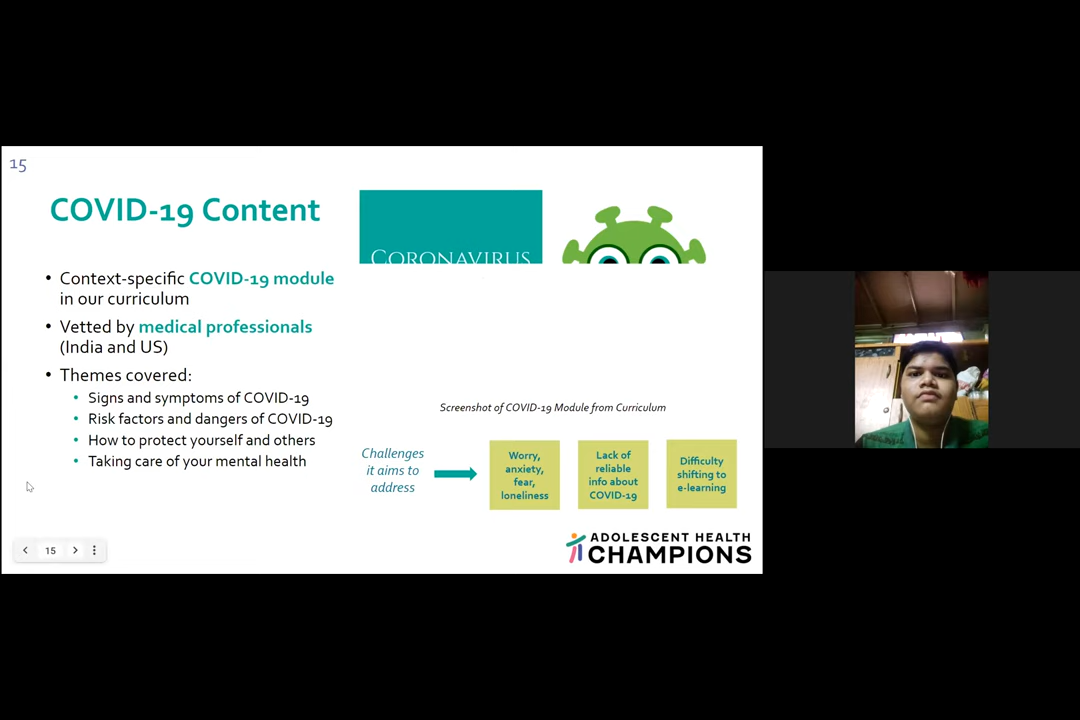 15
COVID-19 Content
• Context-specific COVID-19 module
in our curriculum
• Vetted by medical professionals
(India and US)
• Themes covered:
• Signs and symptoms of COVID-19
• Risk factors and dangers of COVID-19
• How to protect yourself and others
• Taking care of your mental health
CORONAVIRUS
Screenshot of COVID-19 Module from Curriculum
Challenges
it aims to
address
Worry,
anxiety,
fear,
loneliness
Lack of
reliable
info about
COVID-19
Difficulty
shifting to
e-learning
ADOLESCENT HEALTH
CHAMPIONS
15